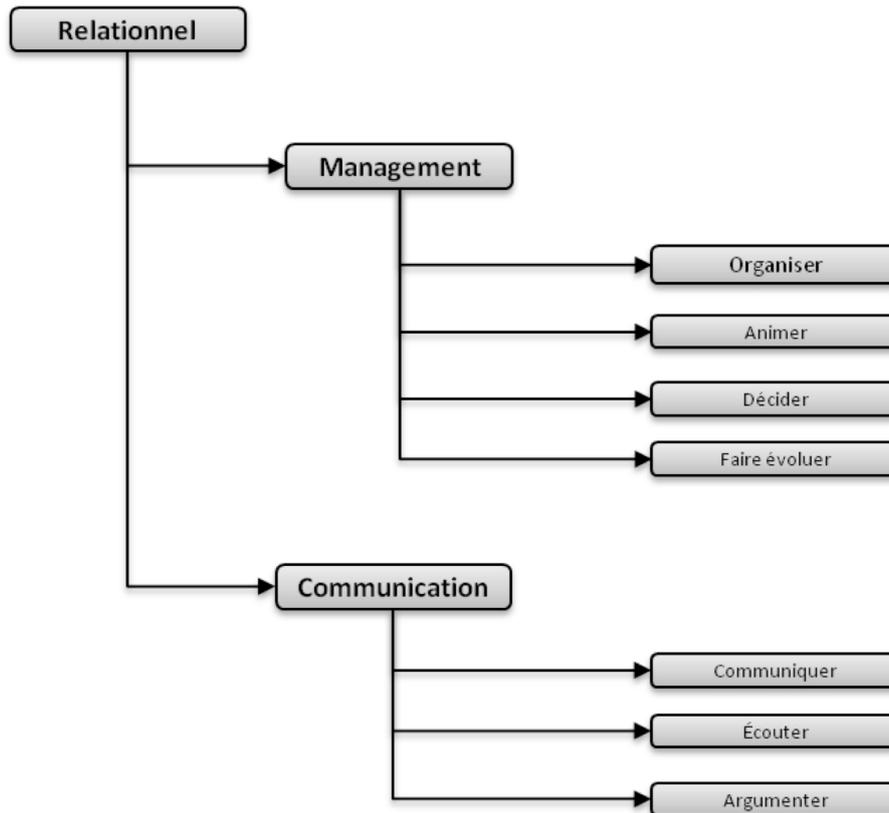 Relationnel
Management
Organiser
Animer
Décider
Faire évoluer
Communication
Communiquer
Écouter
Argumenter